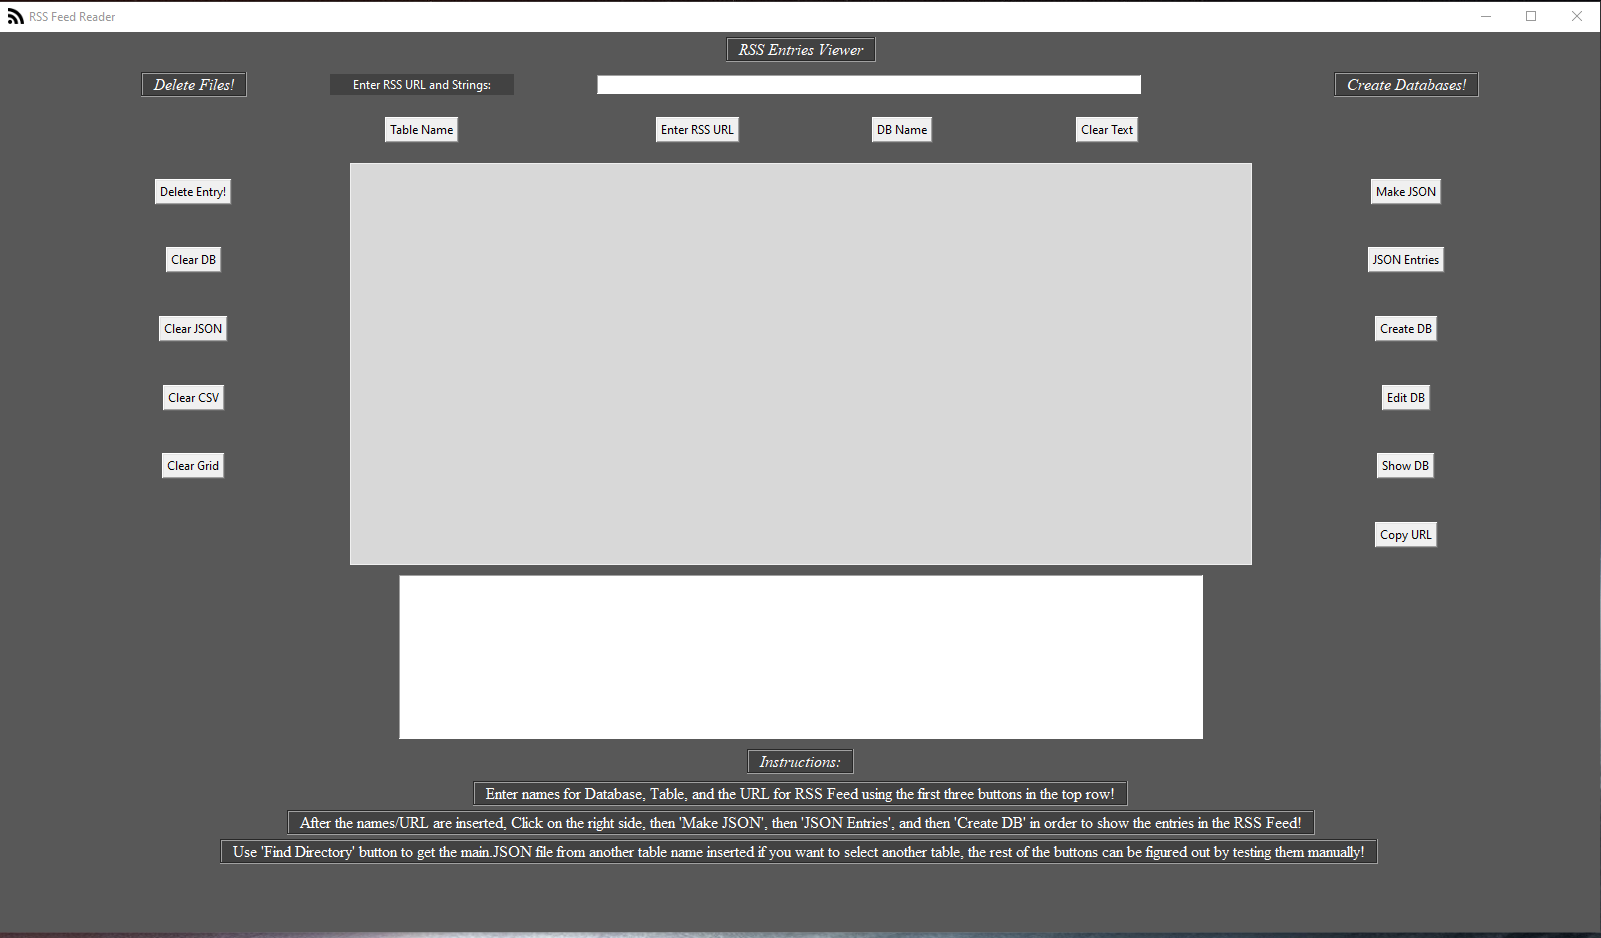 RSS Feed Reader
RSS Entries Viewer
Delete Files!
Enter RSS URL and Strings:
Create Databases!
Table Name
Enter RSS URL
DB Name
Clear Text
Delete Entry!
Make JSON
Clear DB
JSON Entries
Clear JSON
Create DB
Clear CSV
Edit DB
Clear Grid
Show DB
Copy URL
Instructions:
Enter names for Database, Table, and the URL for RSS Feed using the first three buttons in the top row!
After the names/URL are inserted, Click on the right side, then 'Make JSON', then 'JSON Entries', and then 'Create DB' in order to show the entries in the RSS Feed!
Use 'Find Directory' button to get the main.JSON file from another table name inserted if you want to select another table, the rest of the buttons can be figured out by testing them manually!